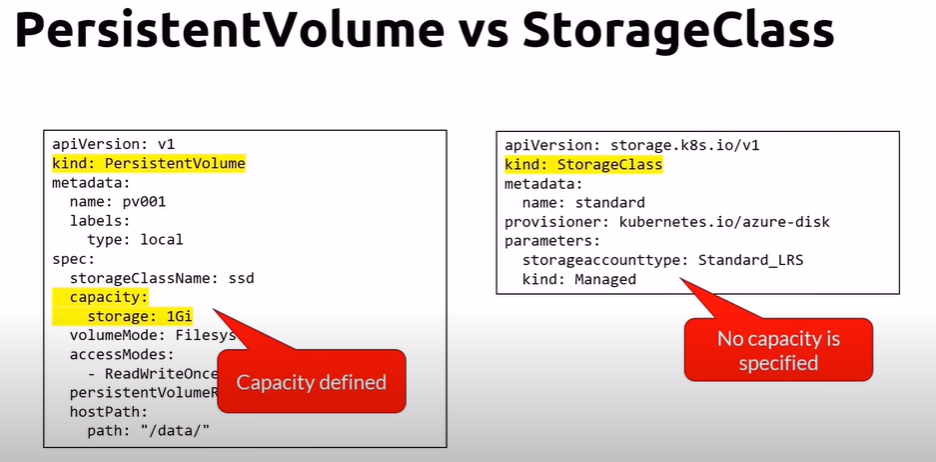 PersistentVolume vs StorageClass
apiVersion: v1
kind: PersistentVolume
metadata:
  name: pv001
  labels:
    type: local
spec:
  storageClassName: ssd
  capacity:
    storage: 1Gi
  volumeMode: Filesys
  accessModes:
    - ReadWriteOnce
  persistentVolumeR
  hostPath:
    path: "/data/"
Capacity defined
apiVersion: storage.k8s.io/v1
kind: StorageClass
metadata:
  name: standard
provisioner: kubernetes.io/azure-disk
parameters:
  storageaccounttype: Standard_LRS
  kind: Managed
No capacity is
specified